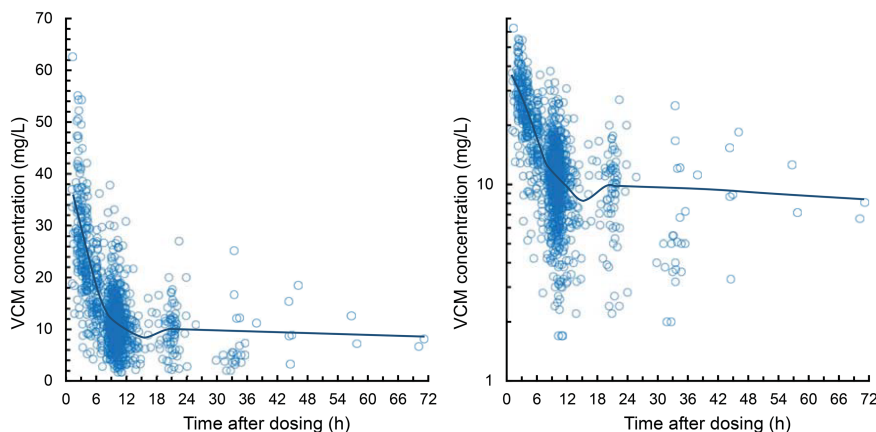 VCM concentration (mg/L)
70
60
50
40
30
20
10
0
0 6 12 18 24 30 36 42 48 54 60 66 72
Time after dosing (h)
VCM concentration (mg/L)
10
1
0 6 12 18 24 30 36 42 48 54 60 66 72
Time after dosing (h)